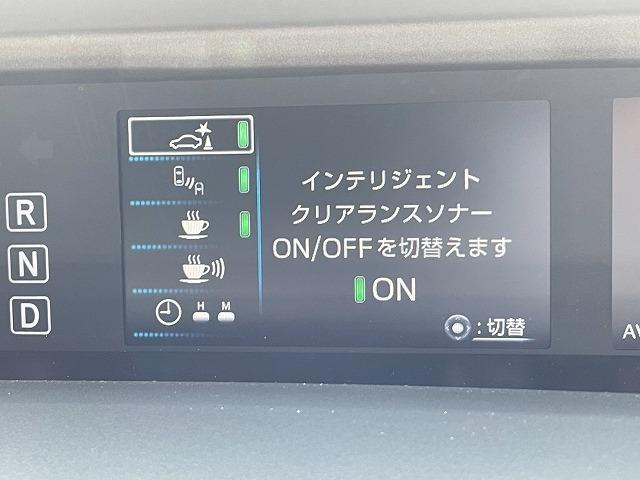 R
N
D
H M
インテリジェント
クリアランスソナー
ON/OFFを切替えます
ON
:切替
AV